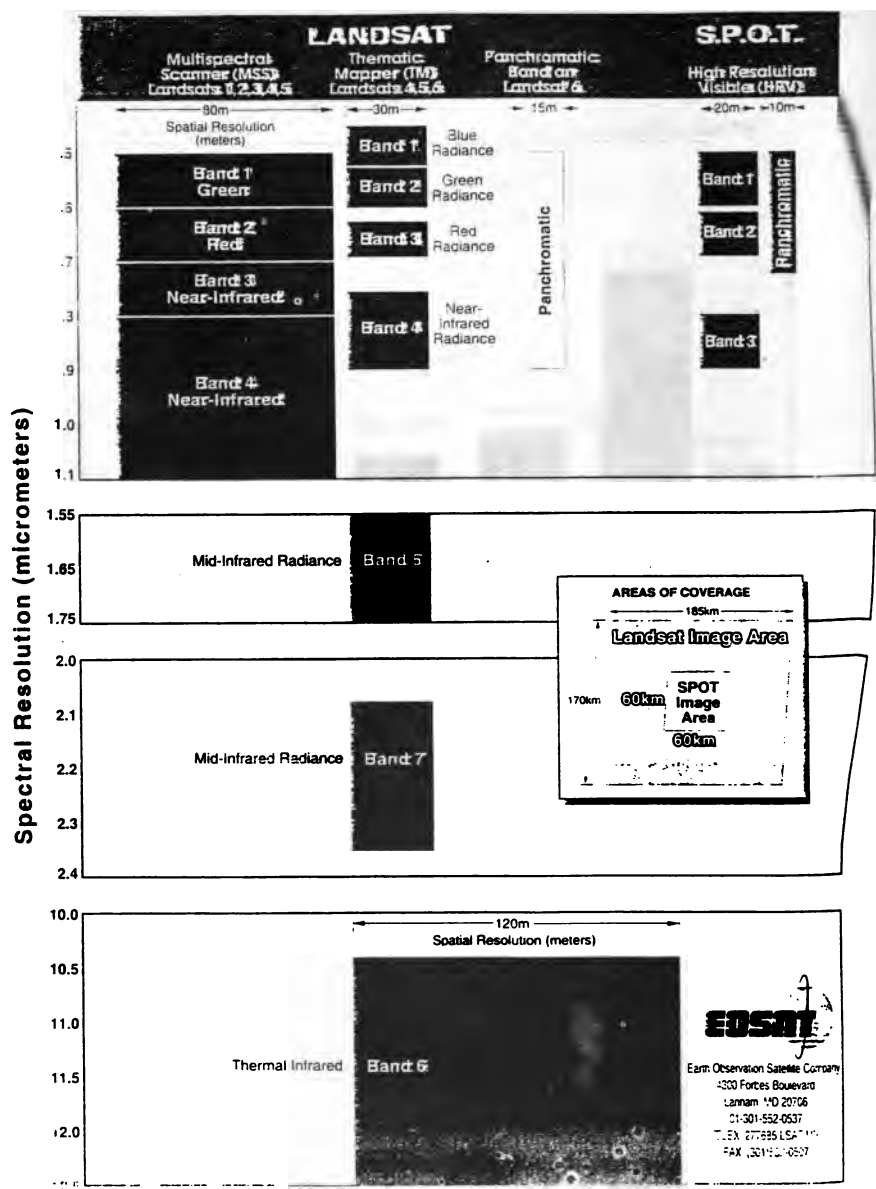 LANDSAT
S.P.O.T.
Multispectral
Scanner (MSS)
Landsats 1,2,3,4,5
Thematic
Mapper (TM)
Landsats 4,5,6
Panchromatic
Band on
Landsat 6
High Resolution
Visible (HRV)
80m
30m
15m
20m
10m
Spatial Resolution
(meters)
.5
.6
.7
.9
1.0
1.1
Band 1
Green
Band 2
Red
Band 3
Near-Infrared
Band 4
Near-Infrared
Band 1
Blue
Radiance
Band 2
Green
Radiance
Band 3
Red
Radiance
Band 4
Near-
Infrared
Radiance
Panchromatic
Band 1
Band 2
Band 3
Panchromatic
Spectral Resolution (micrometers)
1.55
1.65
1.75
Mid-Infrared Radiance
Band 5
AREAS OF COVERAGE
185km
Landsat Image Area
170km
60km
SPOT
Image
Area
60km
2.0
2.1
2.2
2.3
2.4
Mid-Infrared Radiance
Band 7
10.0
10.5
11.0
11.5
12.0
120m
Spatial Resolution (meters)
Thermal Infrared
Band 6
EOSAT
Earth Observation Satellite Company
4300 Forbes Boulevard
Lanham MD 20706
01-301-552-0537